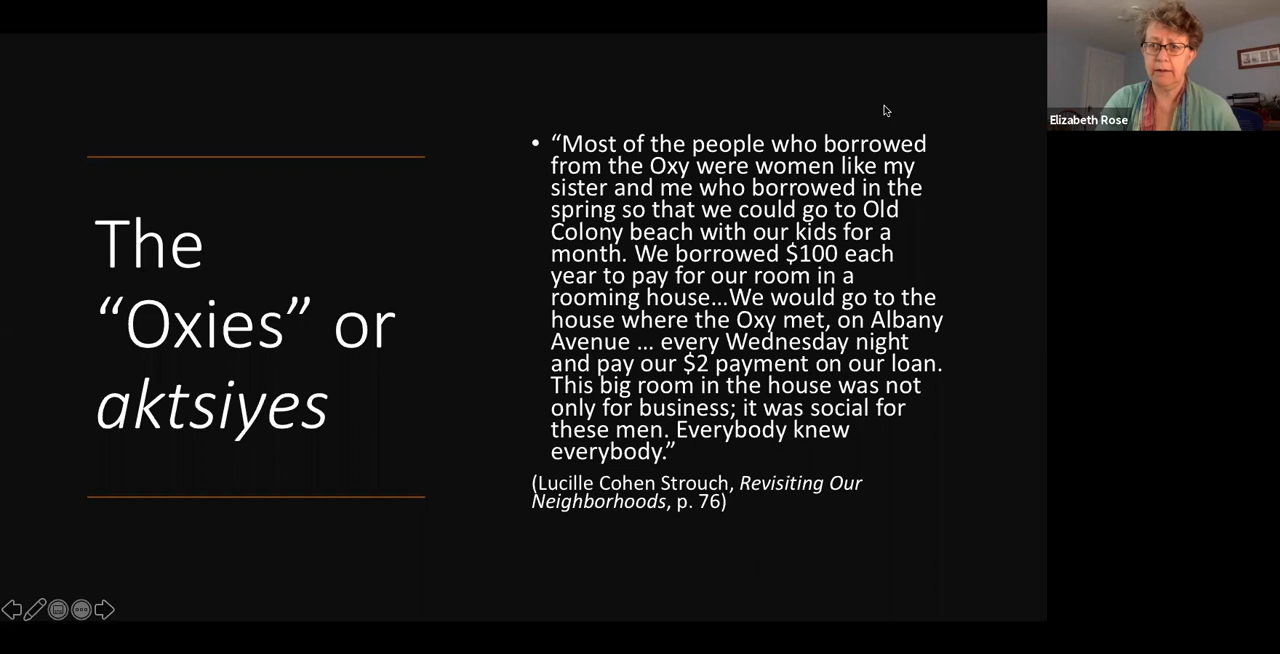 The
“Oxies” or
aktsiyes
• “Most of the people who borrowed
from the Oxy were women like my
sister and me who borrowed in the
spring so that we could go to Old
Colony beach with our kids for a
month. We borrowed $100 each
year to pay for our room in a
rooming house…We would go to the
house where the Oxy met, on Albany
Avenue … every Wednesday night
and pay our $2 payment on our loan.
This big room in the house was not
only for business; it was social for
these men. Everybody knew
everybody.”
(Lucille Cohen Strouch, Revisiting Our
Neighborhoods, p. 76)
Elizabeth Rose